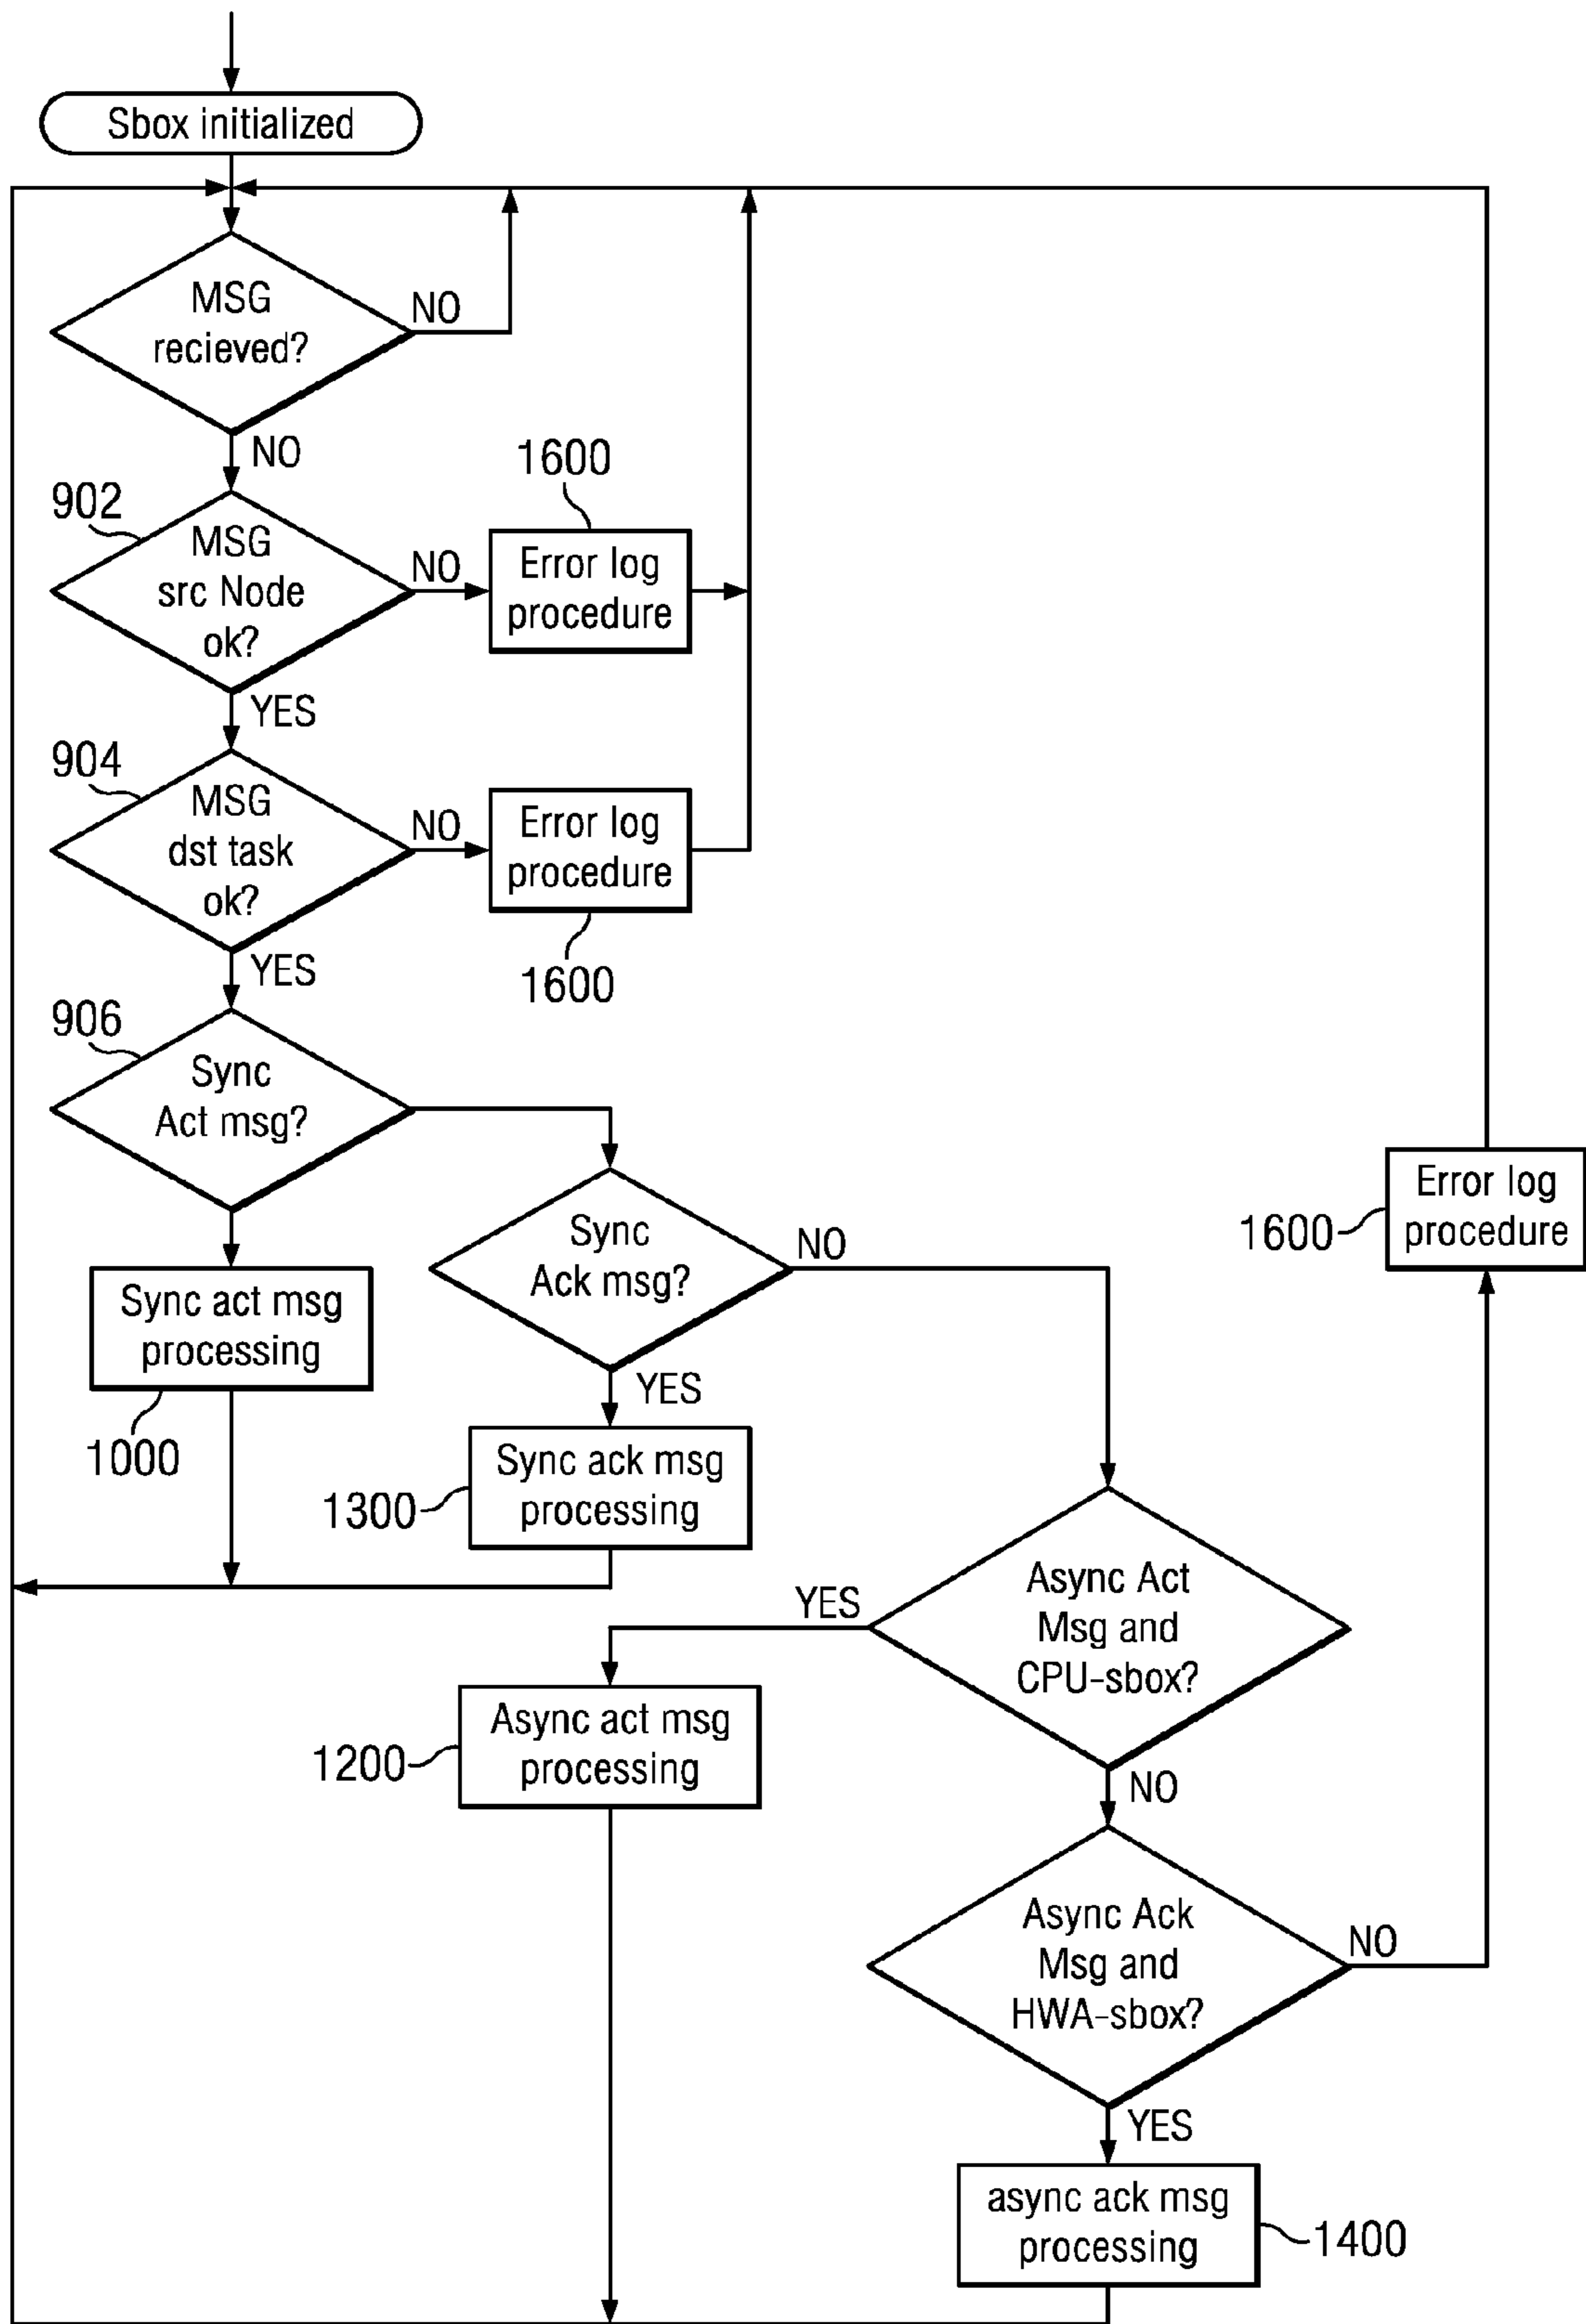 Sbox initialized
MSG
recieved?
NO
NO
902
MSG
src Node
ok?
NO
1600
Error log
procedure
YES
904
MSG
dst task
ok?
NO
Error log
procedure
1600
YES
906
Sync
Act msg?
Sync act msg
processing
1000
Sync
Ack msg?
NO
YES
Sync ack msg
processing
1300
Error log
procedure
1600
Async Act
Msg and
CPU-sbox?
YES
Async act msg
processing
1200
NO
Async Ack
Msg and
HWA-sbox?
NO
YES
async ack msg
processing
1400